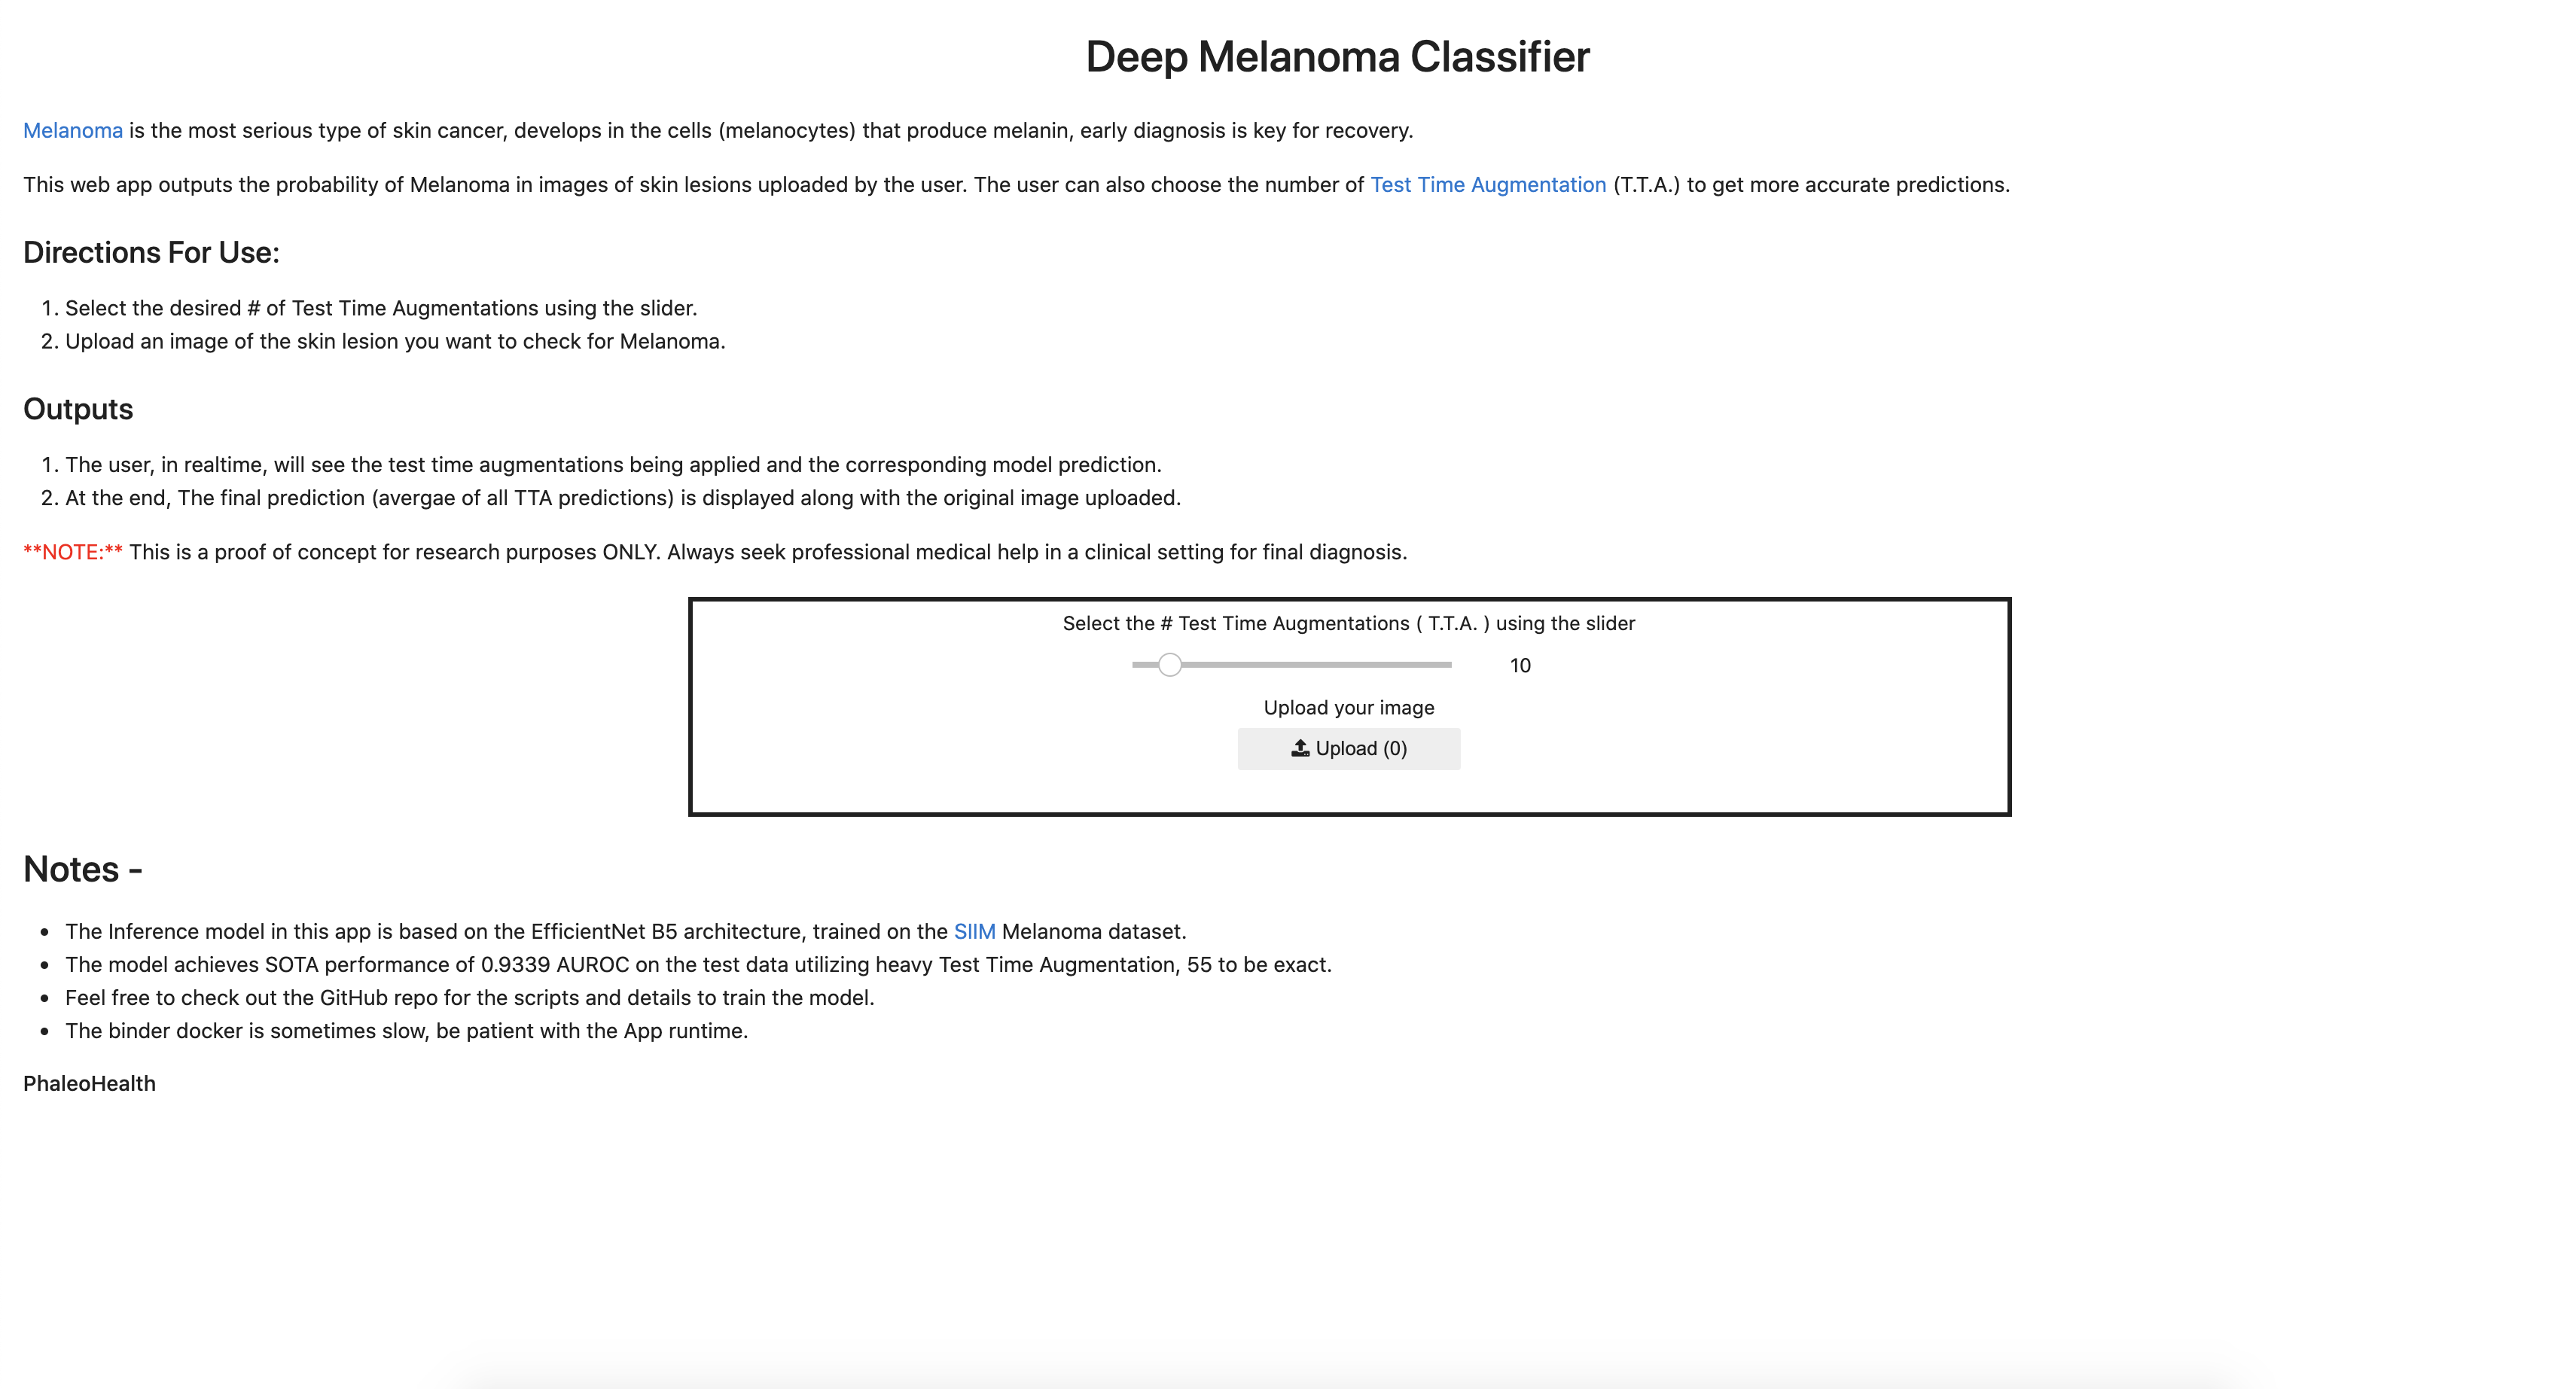 Deep Melanoma Classifier
Melanoma is the most serious type of skin cancer, develops in the cells (melanocytes) that produce melanin, early diagnosis is key for recovery.
This web app outputs the probability of Melanoma in images of skin lesions uploaded by the user. The user can also choose the number of Test Time Augmentation (T.T.A.) to get more accurate predictions.
Directions For Use:
1. Select the desired # of Test Time Augmentations using the slider.
2. Upload an image of the skin lesion you want to check for Melanoma.
Outputs
1. The user, in realtime, will see the test time augmentations being applied and the corresponding model prediction.
2. At the end, The final prediction (avergae of all TTA predictions) is displayed along with the original image uploaded.
**NOTE:** This is a proof of concept for research purposes ONLY. Always seek professional medical help in a clinical setting for final diagnosis.
Select the # Test Time Augmentations ( T.T.A. ) using the slider
10
Upload your image
Upload (0)
Notes -
• The Inference model in this app is based on the EfficientNet B5 architecture, trained on the SIIM Melanoma dataset.
• The model achieves SOTA performance of 0.9339 AUROC on the test data utilizing heavy Test Time Augmentation, 55 to be exact.
• Feel free to check out the GitHub repo for the scripts and details to train the model.
• The binder docker is sometimes slow, be patient with the App runtime.
PhaleoHealth